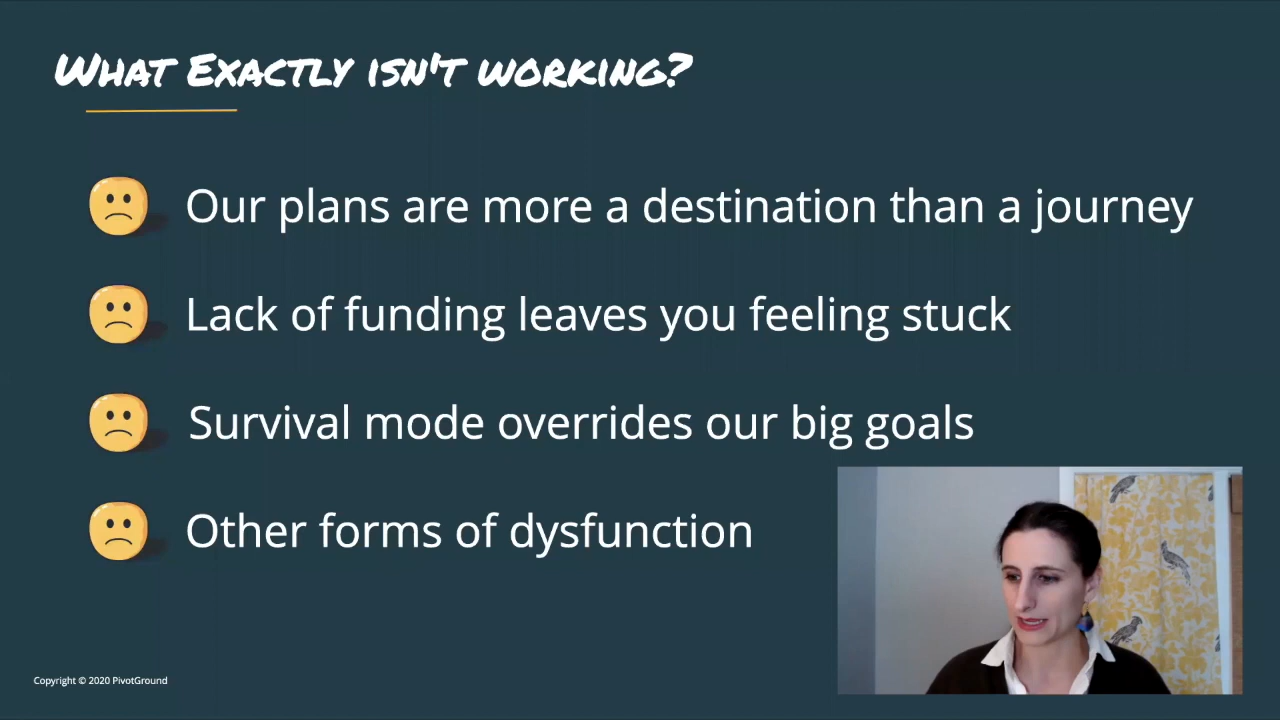 What Exactly isn't working?
Our plans are more a destination than a journey
Lack of funding leaves you feeling stuck
Survival mode overrides our big goals
Other forms of dysfunction
Copyright © 2020 PivotGround